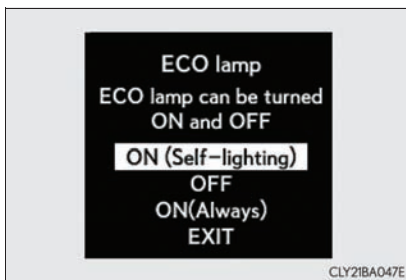 ECO lamp
ECO lamp can be turned
ON and OFF
ON (Self-lighting)
OFF
ON(Always)
EXIT
CLY21BA047E